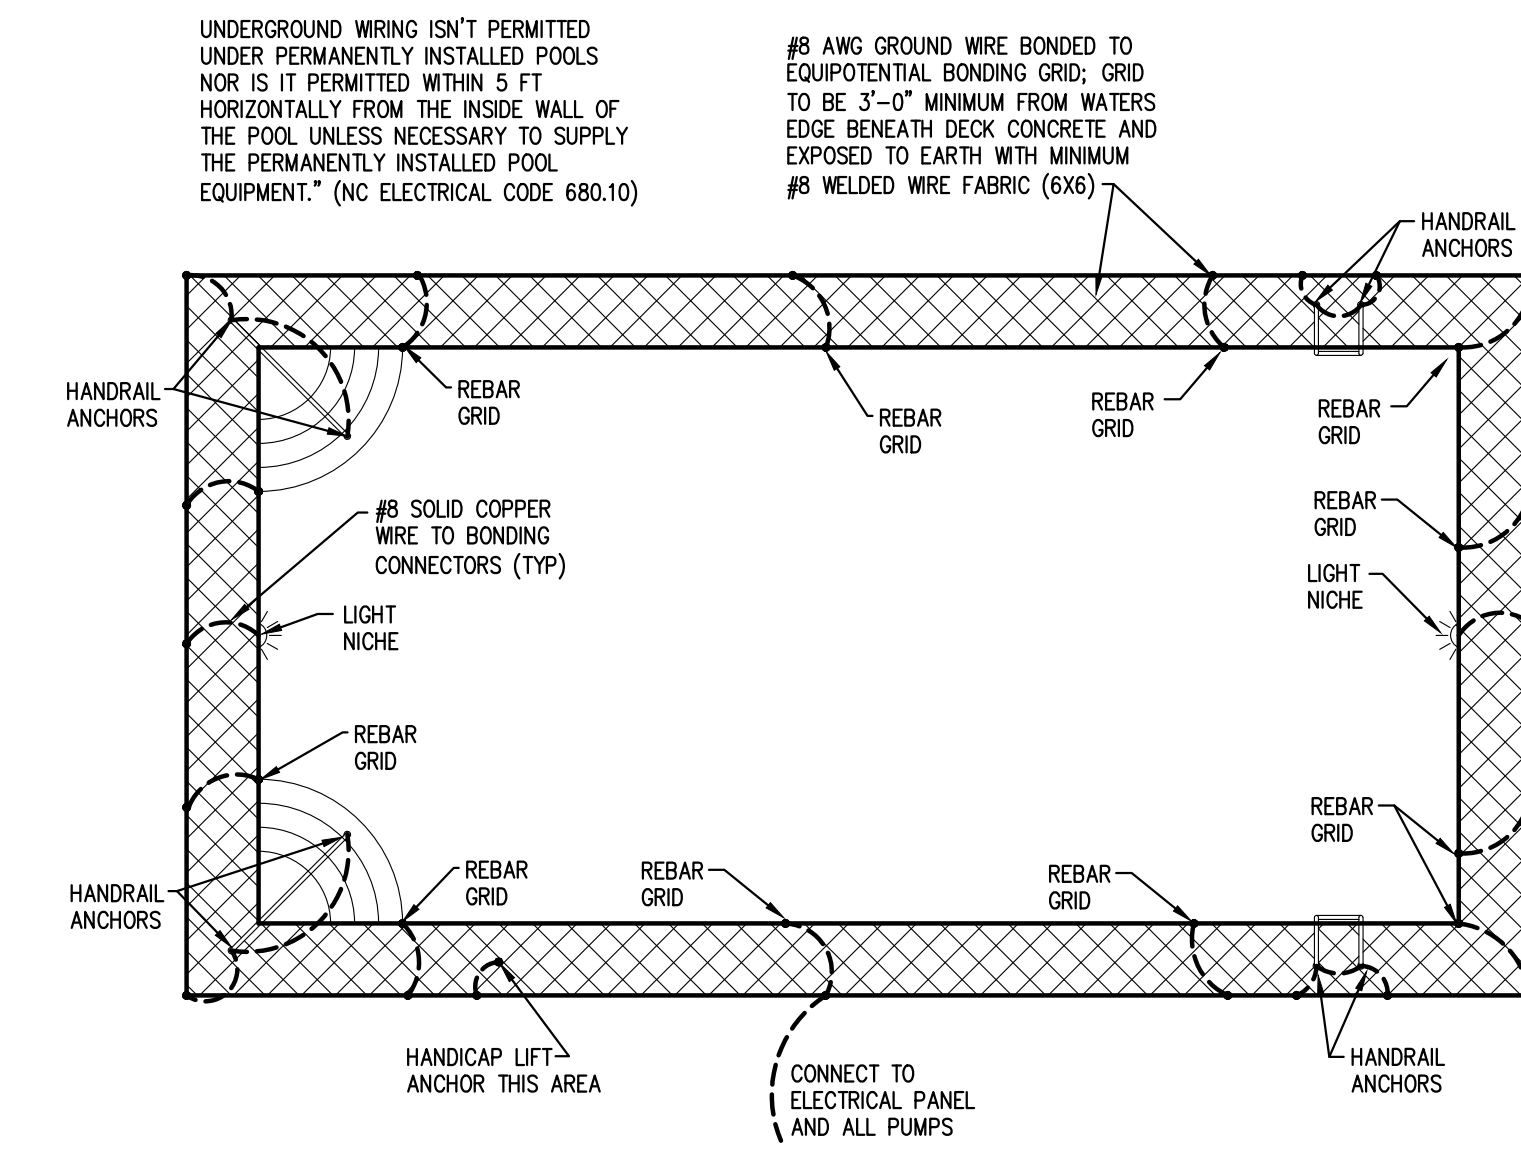 UNDERGROUND WIRING ISN'T PERMITTED
UNDER PERMANENTLY INSTALLED POOLS
NOR IS IT PERMITTED WITHIN 5 FT
HORIZONTALLY FROM THE INSIDE WALL OF
THE POOL UNLESS NECESSARY TO SUPPLY
THE PERMANENTLY INSTALLED POOL
EQUIPMENT." (NC ELECTRICAL CODE 680.10)
#8 AWG GROUND WIRE BONDED TO
EQUIPOTENTIAL BONDING GRID; GRID
TO BE 3'-0" MINIMUM FROM WATERS
EDGE BENEATH DECK CONCRETE AND
EXPOSED TO EARTH WITH MINIMUM
#8 WELDED WIRE FABRIC (6X6)
HANDRAIL
ANCHORS
HANDRAIL
ANCHORS
REBAR
GRID
REBAR
GRID
REBAR
GRID
REBAR
GRID
#8 SOLID COPPER
WIRE TO BONDING
CONNECTORS (TYP)
REBAR
GRID
LIGHT
NICHE
LIGHT
NICHE
REBAR
GRID
REBAR
GRID
HANDRAIL
ANCHORS
REBAR
GRID
REBAR
GRID
REBAR
GRID
HANDICAP LIFT
ANCHOR THIS AREA
CONNECT TO
ELECTRICAL PANEL
AND ALL PUMPS
HANDRAIL
ANCHORS